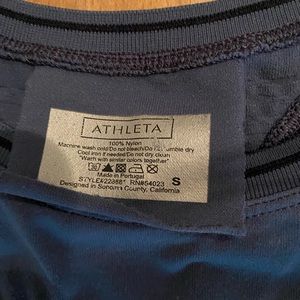 ATHLETA
100% Nylon
Machine wash cold Do not bleach/Do not tumble dry
Cool iron if needed/Do not dry clean
"Warm with similar colors together"
Made in Portugal
RN#54023 S
Designed in Sonoma County, California